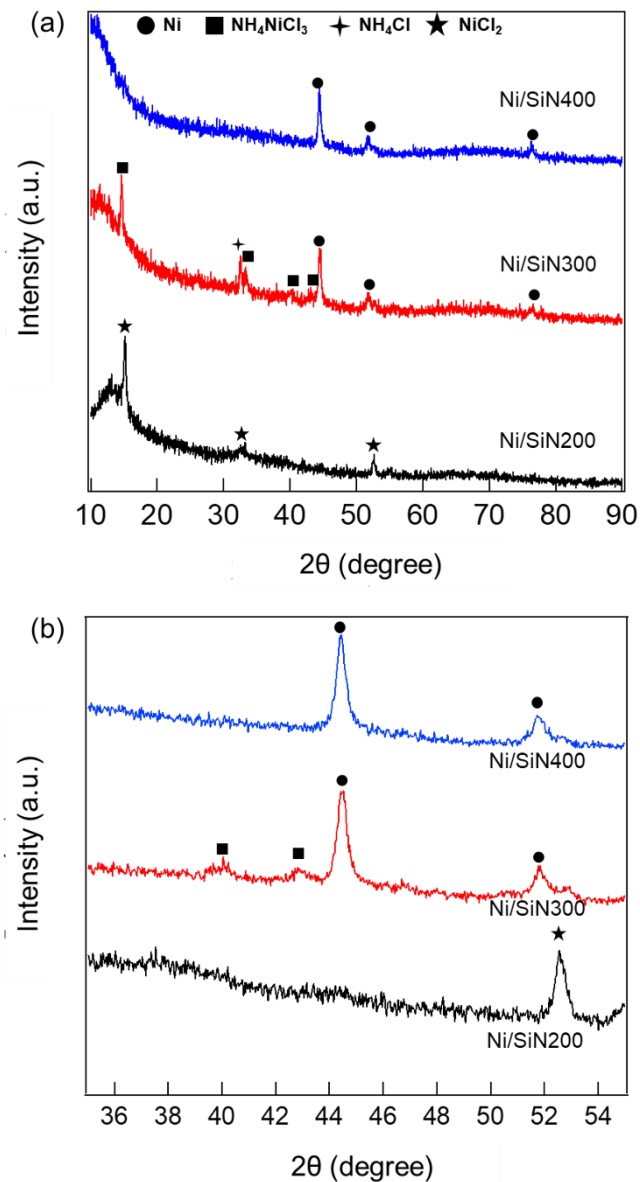 (a) Ni NH₄NiCl₃ NH₄Cl NiCl₂
Ni/SiN400
Ni/SiN300
Ni/SiN200
Intensity (a.u.)
10 20 30 40 50 60 70 80 90
2θ (degree)
(b)
Ni/SiN400
Ni/SiN300
Ni/SiN200
Intensity (a.u.)
36 38 40 42 44 46 48 50 52 54
2θ (degree)